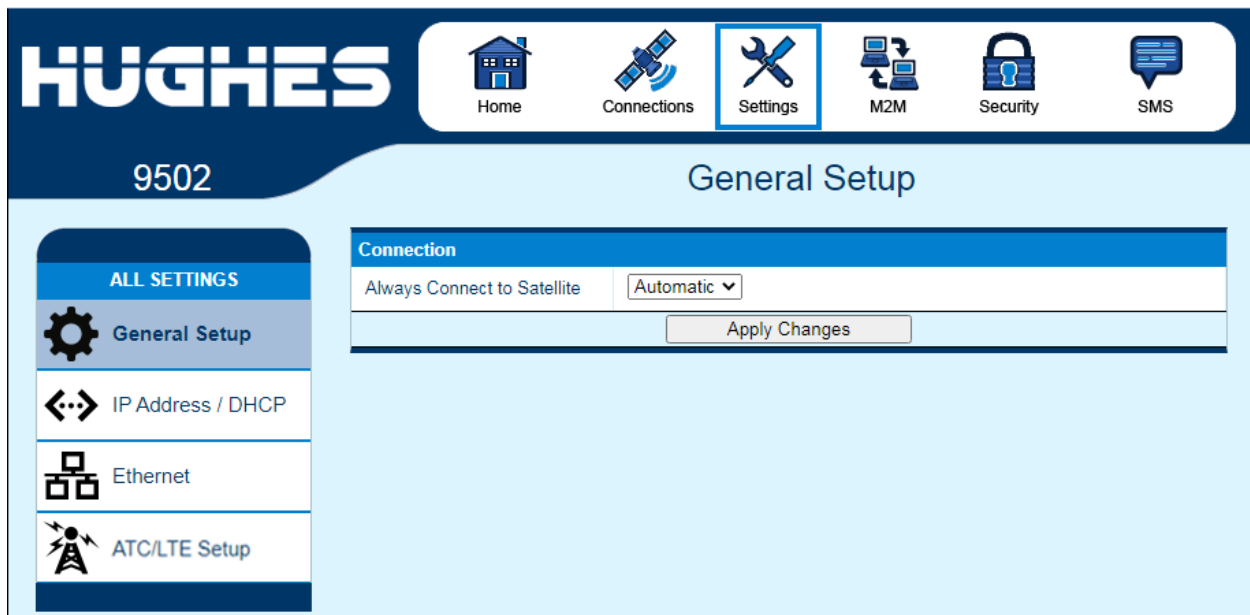 HUGHES
Home
Connections
Settings
M2M
Security
SMS
9502
General Setup
ALL SETTINGS
General Setup
IP Address / DHCP
Ethernet
ATC/LTE Setup
Connection
Always Connect to Satellite
Automatic
Apply Changes